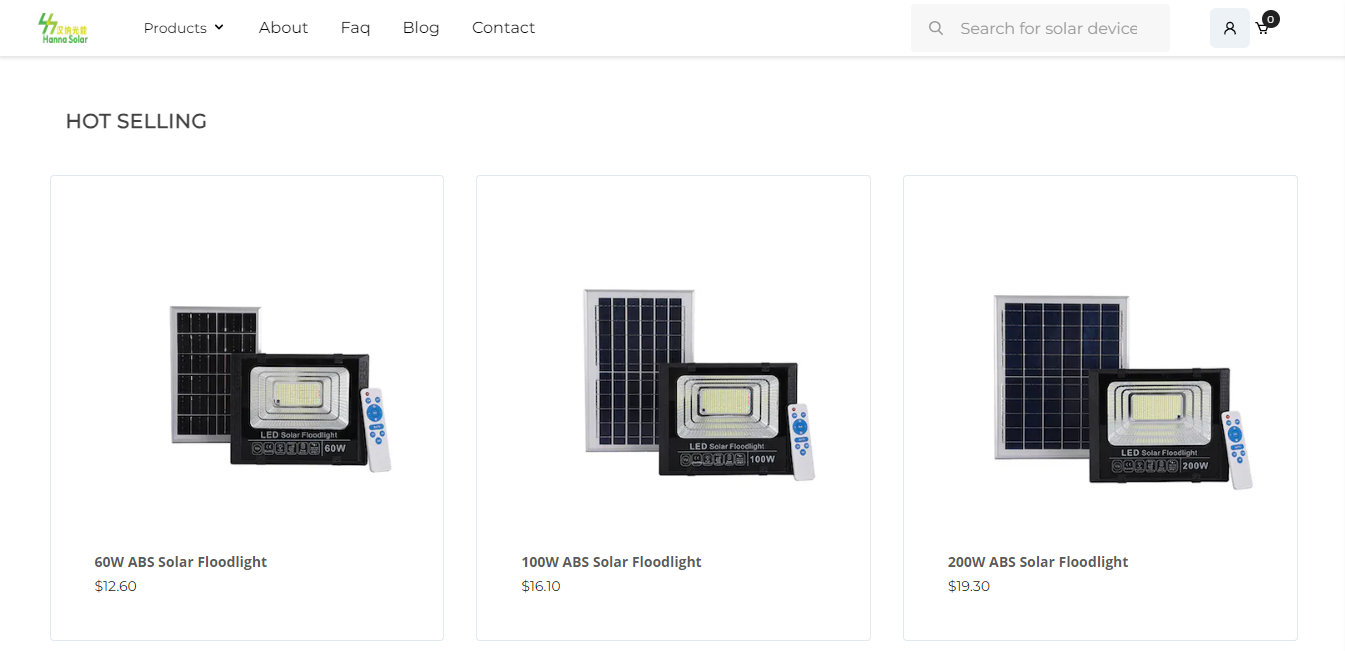 汉纳光能
Hanna Solar
Products
About
Faq
Blog
Contact
Search for solar device
0
HOT SELLING
LED Solar Floodlight
60W
LED Solar Floodlight
100W
LED Solar Floodlight
200W
60W ABS Solar Floodlight
$12.60
100W ABS Solar Floodlight
$16.10
200W ABS Solar Floodlight
$19.30